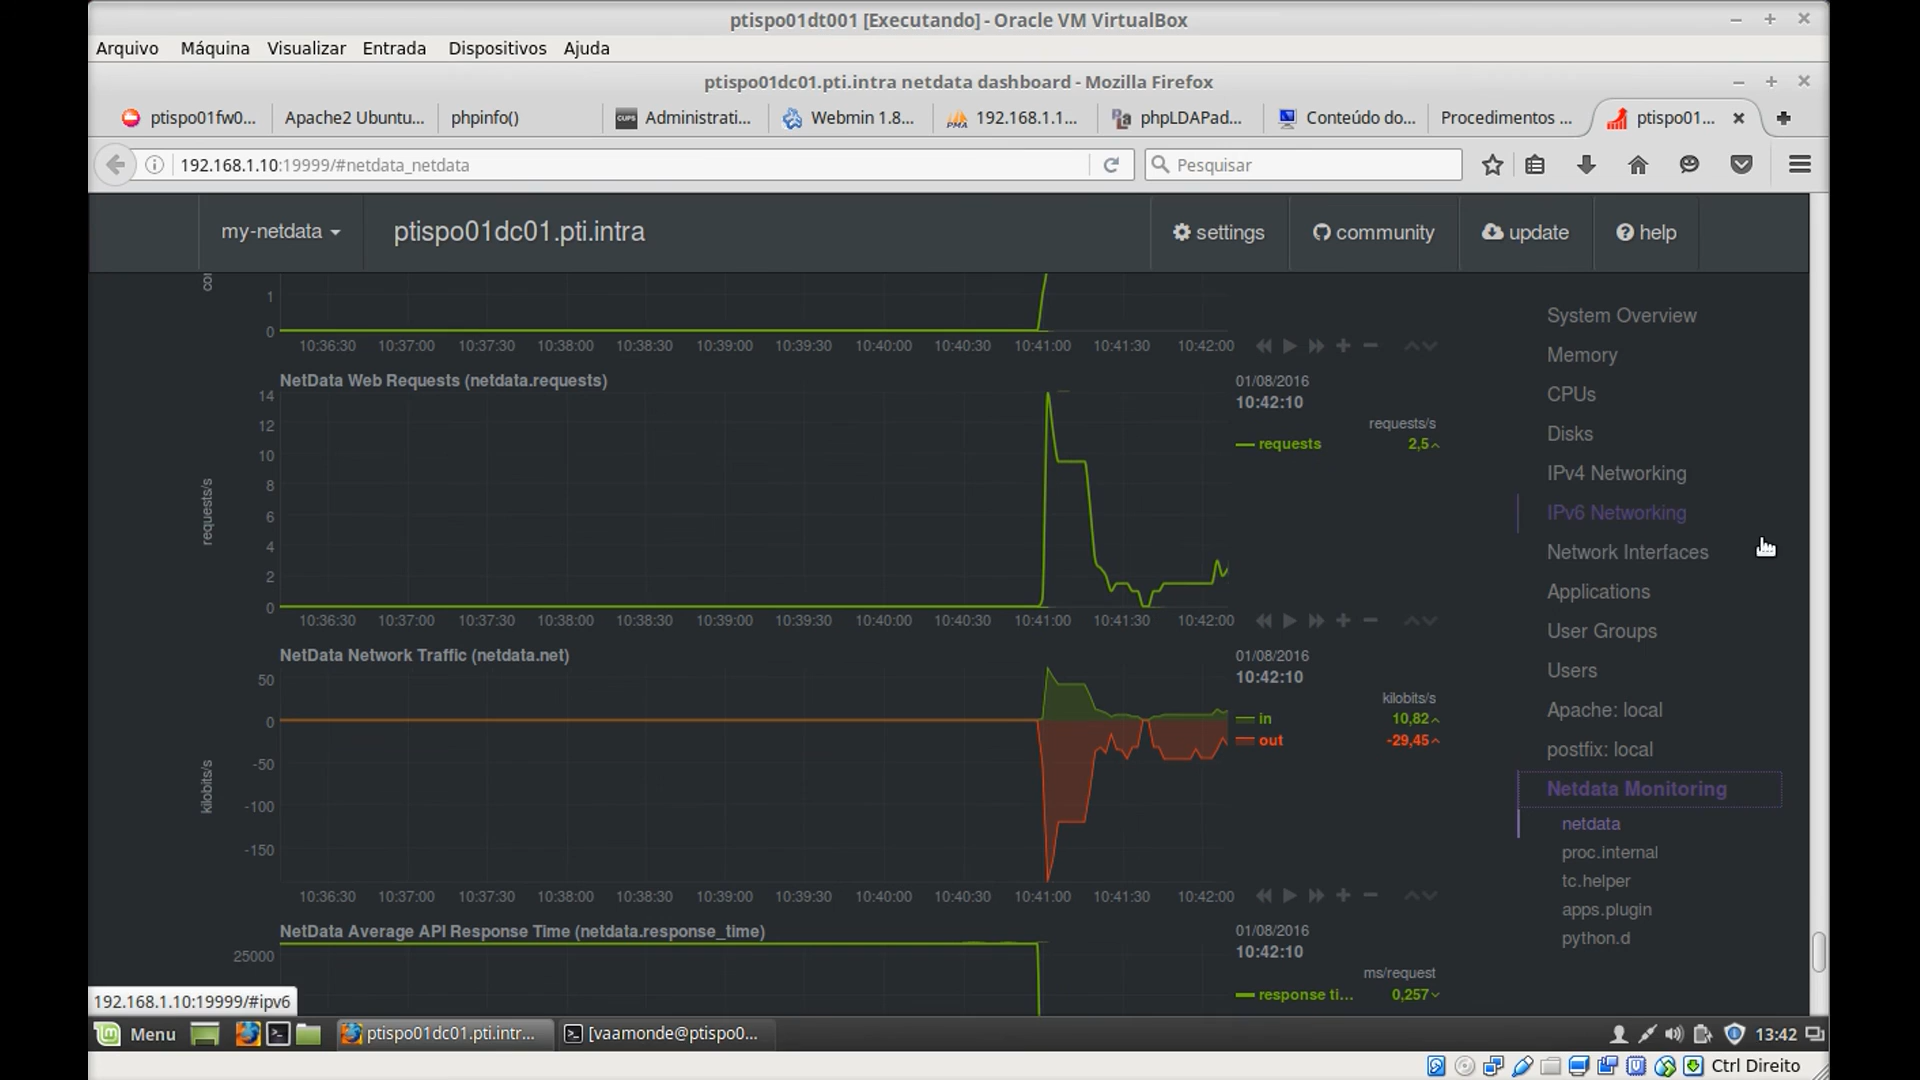 ptispo01dt001 [Executando] - Oracle VM VirtualBox
Arquivo Máquina Visualizar Entrada Dispositivos Ajuda
ptispo01dc01.pti.intra netdata dashboard - Mozilla Firefox
ptispo01fw0... Apache2 Ubuntu... phpinfo() CUPS Administrati... Webmin 1.8... PMA 192.168.1.1... phpLDAPad... Conteúdo do... Procedimentos ... ptispo01...
192.168.1.10:19999/#netdata_netdata
Pesquisar
my-netdata
ptispo01dc01.pti.intra
settings
community
update
help
1
0
10:36:30 10:37:00 10:37:30 10:38:00 10:38:30 10:39:00 10:39:30 10:40:00 10:40:30 10:41:00 10:41:30 10:42:00
NetData Web Requests (netdata.requests)
01/08/2016
10:42:10
requests/s
requests 2,5
14
12
10
8
6
4
2
0
requests/s
10:36:30 10:37:00 10:37:30 10:38:00 10:38:30 10:39:00 10:39:30 10:40:00 10:40:30 10:41:00 10:41:30 10:42:00
NetData Network Traffic (netdata.net)
01/08/2016
10:42:10
kilobits/s
in 10,82
out -29,45
50
0
-50
-100
-150
kilobits/s
10:36:30 10:37:00 10:37:30 10:38:00 10:38:30 10:39:00 10:39:30 10:40:00 10:40:30 10:41:00 10:41:30 10:42:00
NetData Average API Response Time (netdata.response_time)
25000
01/08/2016
10:42:10
ms/request
response ti... 0,257
System Overview
Memory
CPUs
Disks
IPv4 Networking
IPv6 Networking
Network Interfaces
Applications
User Groups
Users
Apache: local
postfix: local
Netdata Monitoring
netdata
proc.internal
tc.helper
apps.plugin
python.d
192.168.1.10:19999/#ipv6
Menu
ptispo01dc01.pti.intr...
[vaamonde@ptispo0...
13:42
Ctrl Direito